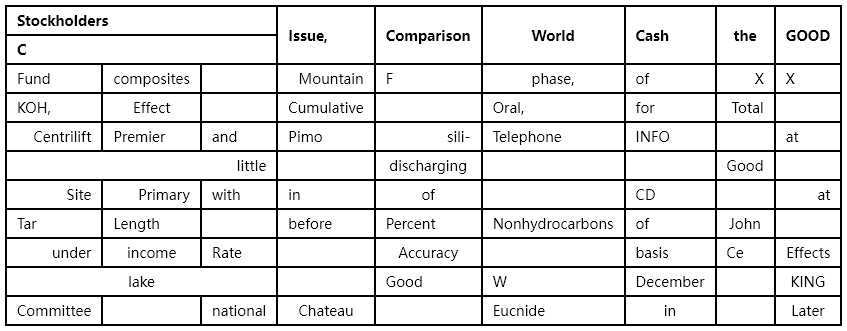 Stockholders Issue, Comparison World Cash the GOOD
C
Fund composites Mountain F phase, of X X
KOH, Effect Cumulative Oral, for Total
Centrilift Premier and Pimo sili- Telephone INFO at
little discharging Good
Site Primary with in of CD at
Tar Length before Percent Nonhydrocarbons of John
under income Rate Accuracy basis Ce Effects
lake Good W December KING
Committee national Chateau Eucnide in Later